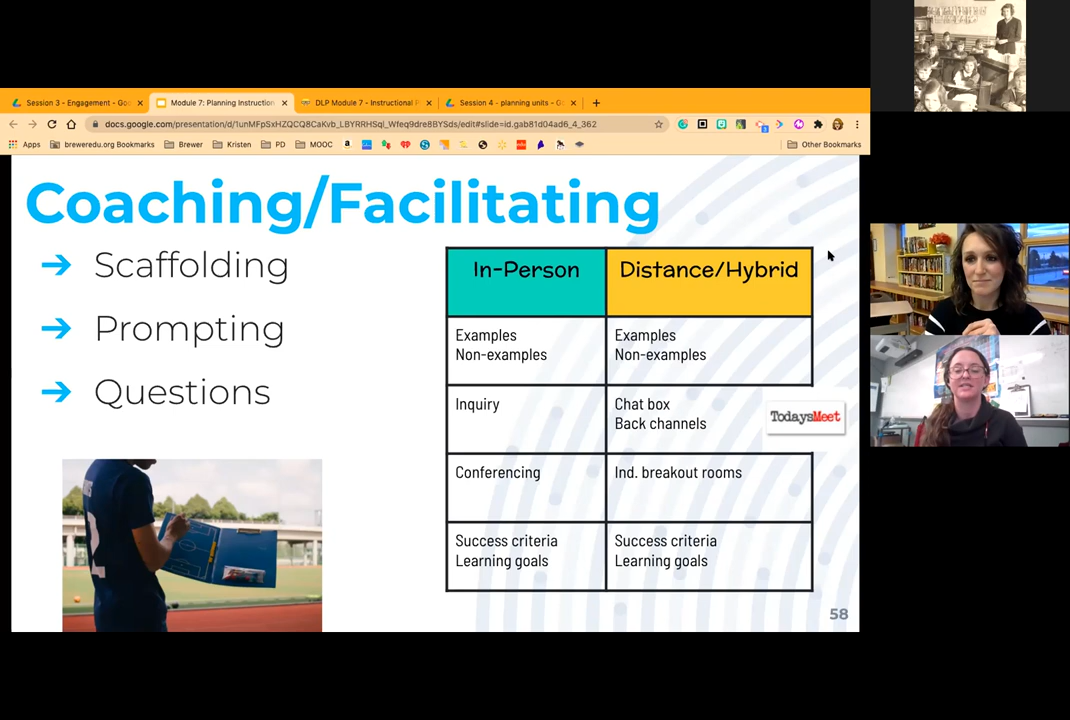 Session 3 - Engagement - Goo
Module 7: Planning Instruction
DLP Module 7 - Instructional P
Session 4 - planning units - Go
docs.google.com/presentation/d/1unMFpSxHZQCQ8CaKvb_LBYRRHSql_Wfeq9dre8BYSds/edit#slide=id.gab81d04ad6_4_362
Apps
breweredu.org Bookmarks
Brewer
Kristen
PD
MOOC
Other Bookmarks
Coaching/Facilitating
→ Scaffolding
→ Prompting
→ Questions
In-Person
Distance/Hybrid
Examples
Non-examples
Examples
Non-examples
Inquiry
Chat box
Back channels
TodaysMeet
Conferencing
Ind. breakout rooms
Success criteria
Learning goals
Success criteria
Learning goals
58